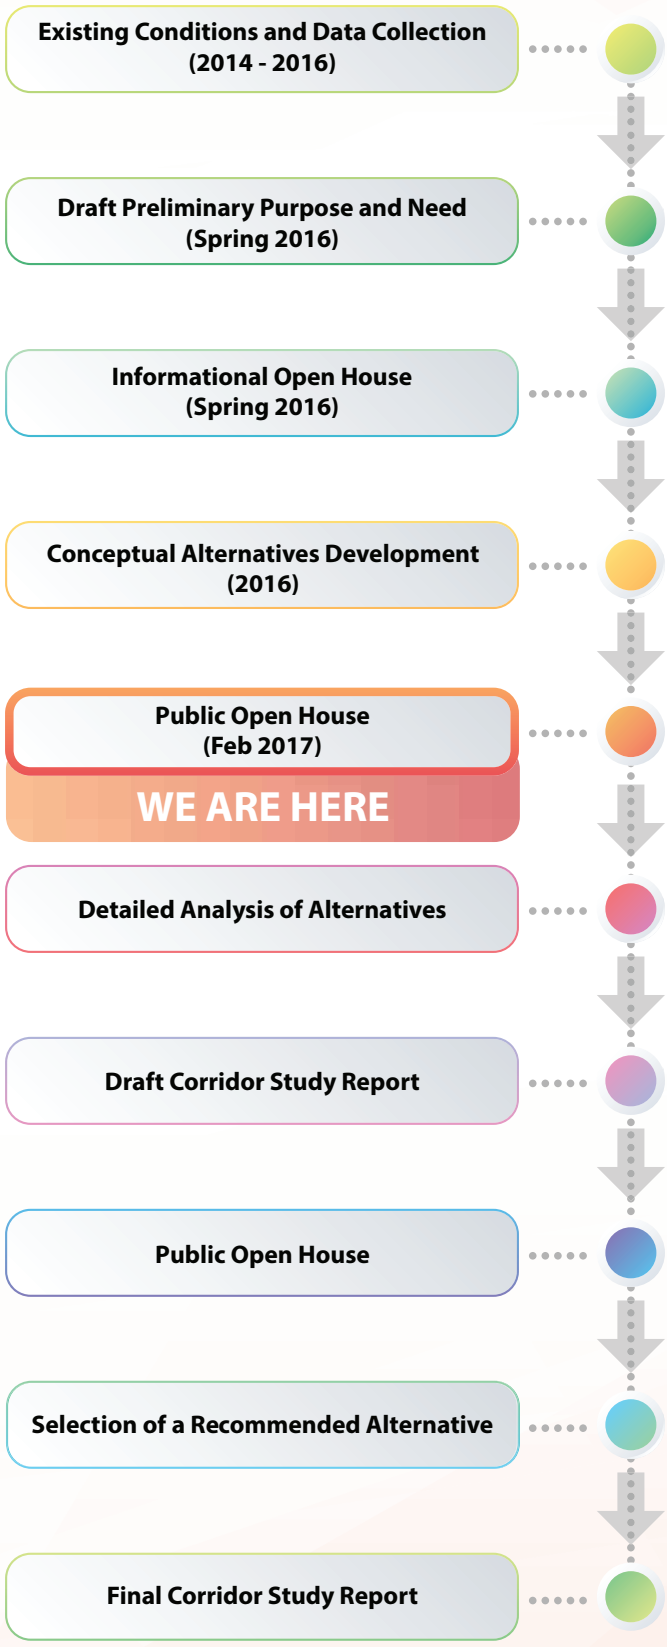 Existing Conditions and Data Collection
(2014 - 2016)
Draft Preliminary Purpose and Need
(Spring 2016)
Informational Open House
(Spring 2016)
Conceptual Alternatives Development
(2016)
Public Open House
(Feb 2017)
WE ARE HERE
Detailed Analysis of Alternatives
Draft Corridor Study Report
Public Open House
Selection of a Recommended Alternative
Final Corridor Study Report